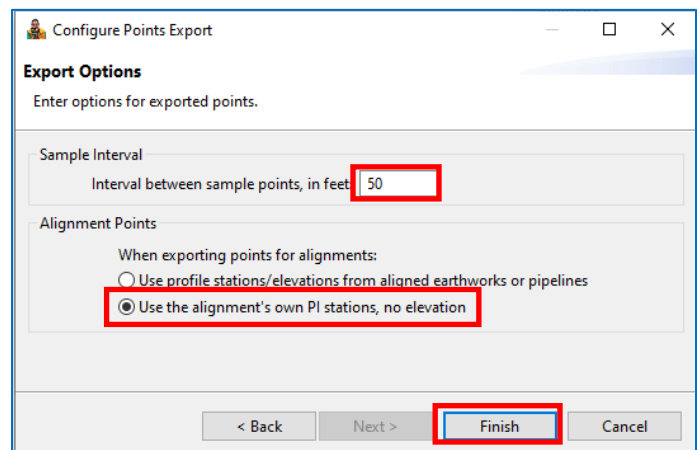 Configure Points Export
Export Options
Enter options for exported points.
Sample Interval
Interval between sample points, in feet: 50
Alignment Points
When exporting points for alignments:
Use profile stations/elevations from aligned earthworks or pipelines
Use the alignment's own PI stations, no elevation
< Back Next > Finish Cancel